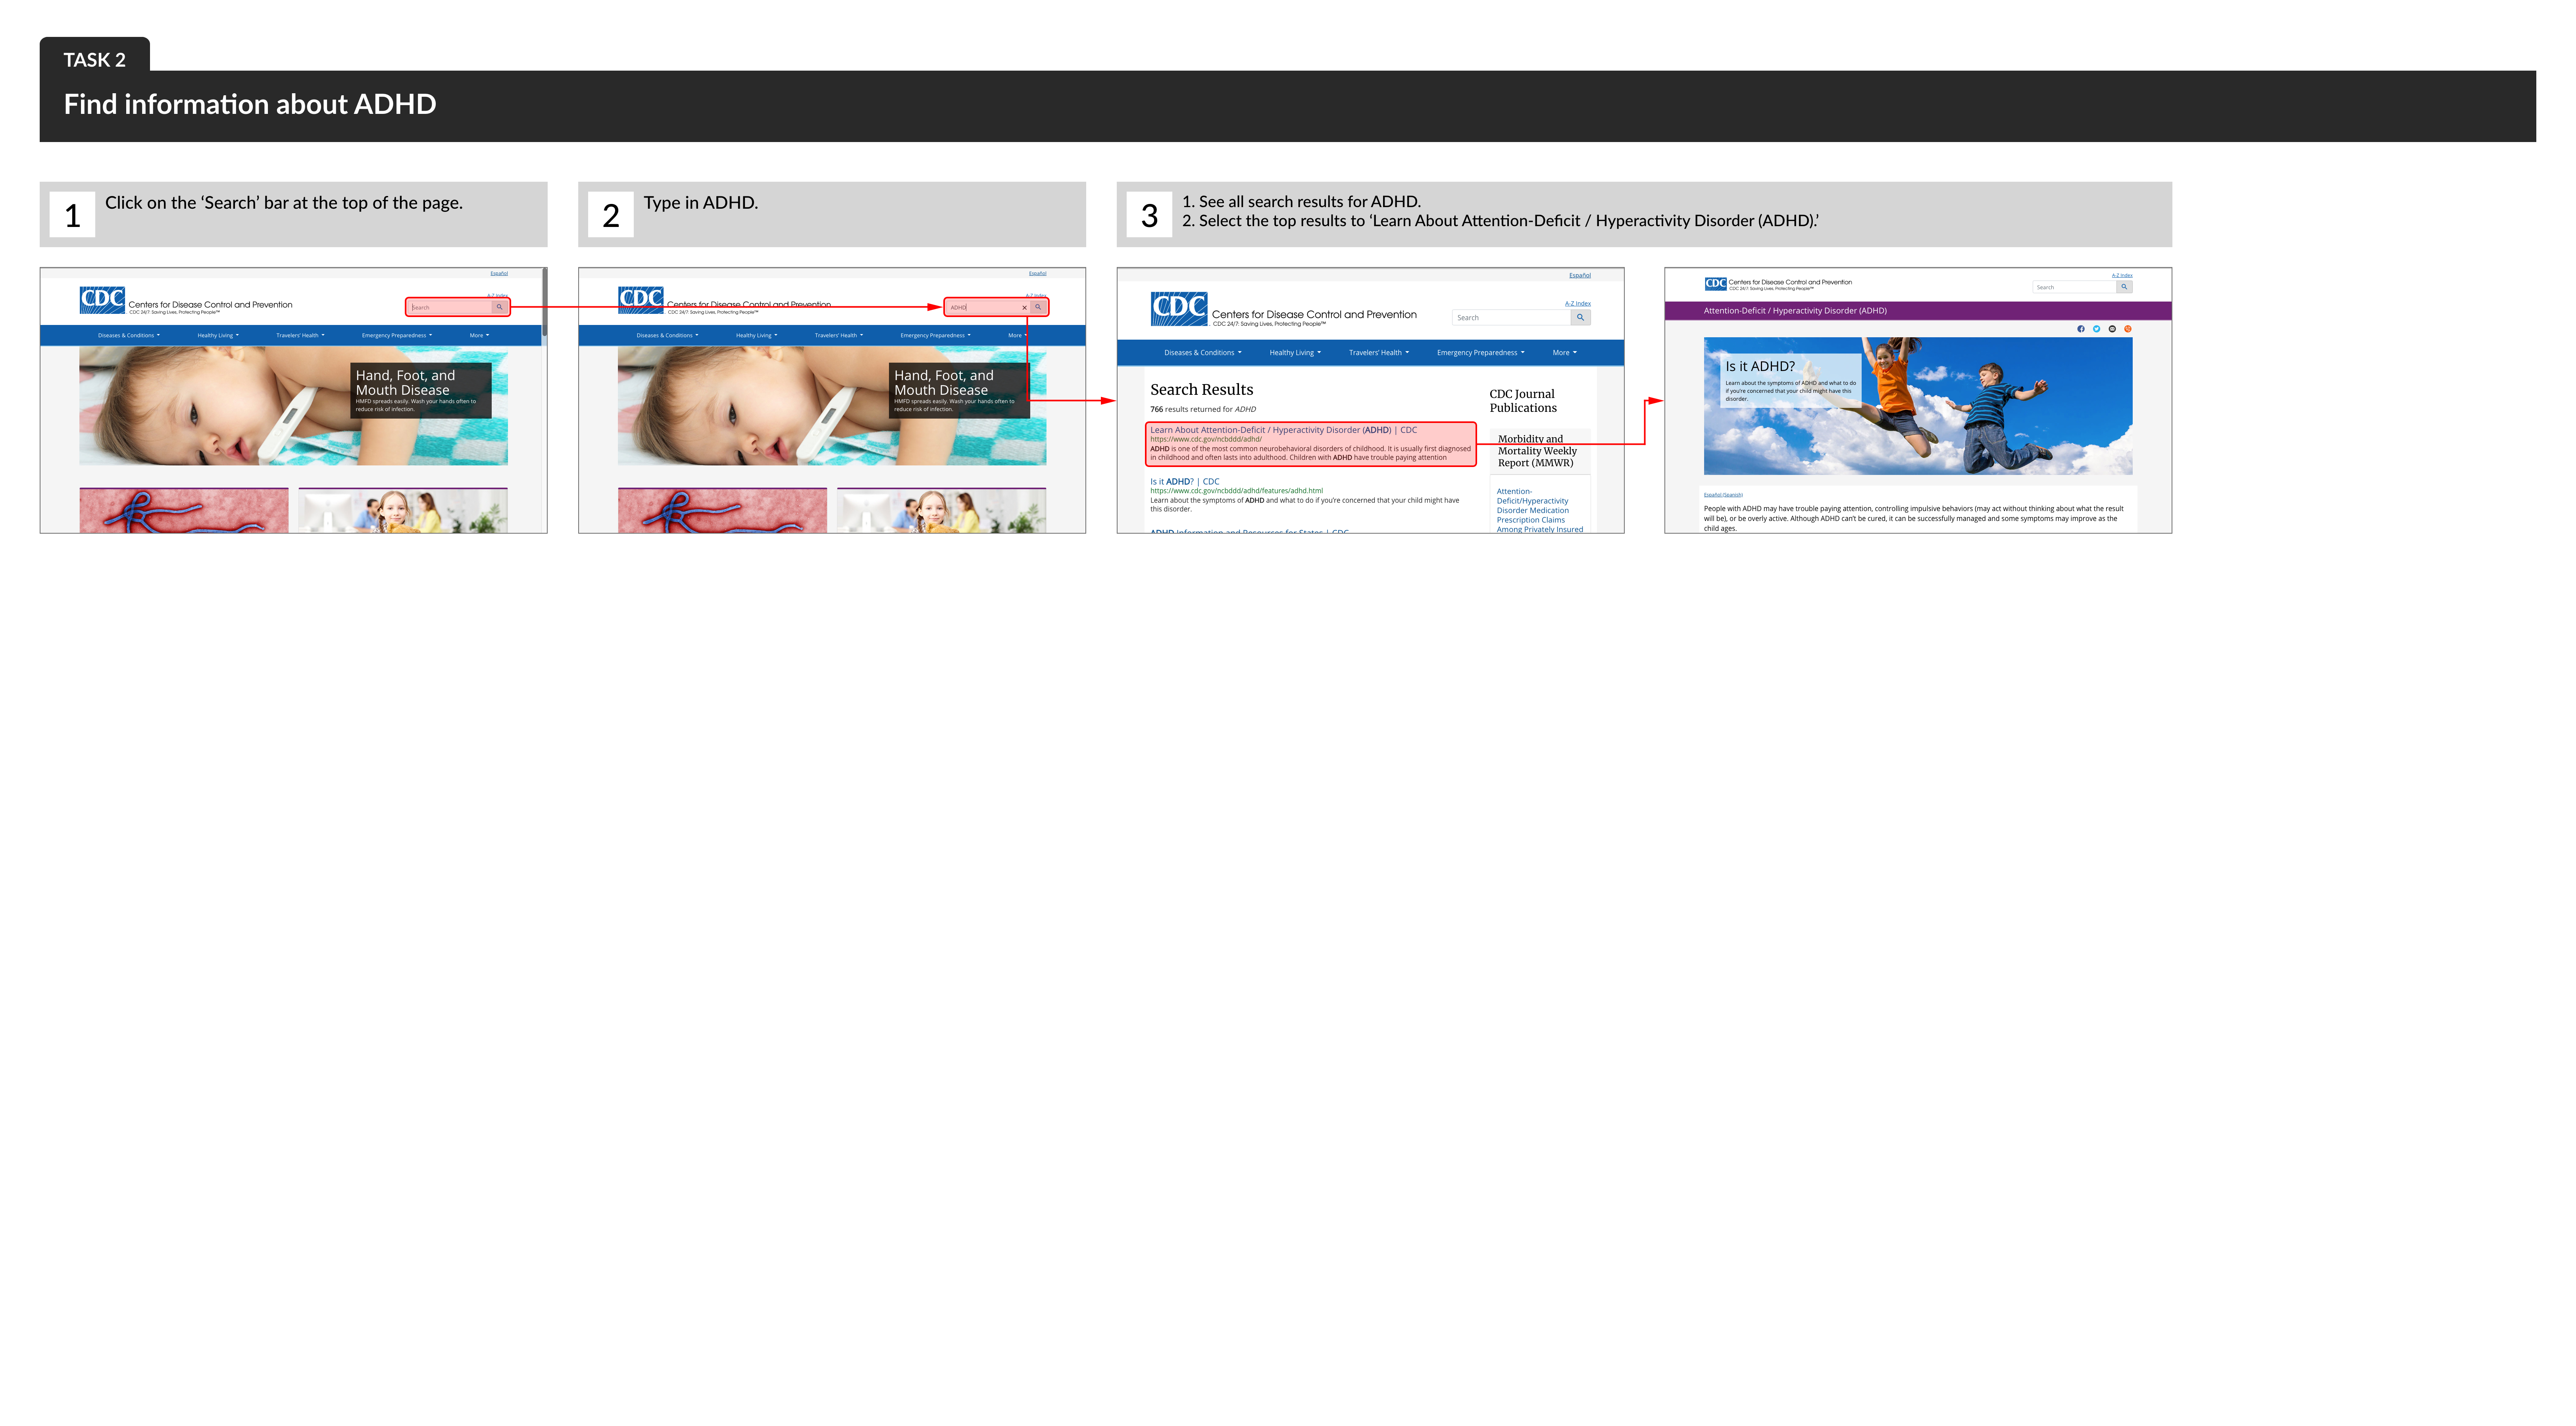 TASK 2
Find information about ADHD
1
Click on the ‘Search’ bar at the top of the page.
2
Type in ADHD.
3
1. See all search results for ADHD.
2. Select the top results to ‘Learn About Attention-Deficit / Hyperactivity Disorder (ADHD).’
Español
A-Z Index
CDC
Centers for Disease Control and Prevention
CDC 24/7: Saving Lives, Protecting People™
Search
Diseases & Conditions Healthy Living Travelers' Health Emergency Preparedness More
Hand, Foot, and
Mouth Disease
HMFD spreads easily. Wash your hands often to
reduce risk of infection.
Español
A-Z Index
CDC
Centers for Disease Control and Prevention
CDC 24/7: Saving Lives, Protecting People™
ADHD
Diseases & Conditions Healthy Living Travelers' Health Emergency Preparedness More
Hand, Foot, and
Mouth Disease
HMFD spreads easily. Wash your hands often to
reduce risk of infection.
Español
A-Z Index
CDC
Centers for Disease Control and Prevention
CDC 24/7: Saving Lives, Protecting People™
Search
Diseases & Conditions Healthy Living Travelers' Health Emergency Preparedness More
Search Results
766 results returned for ADHD
Learn About Attention-Deficit / Hyperactivity Disorder (ADHD) | CDC
https://www.cdc.gov/ncbddd/adhd/
ADHD is one of the most common neurobehavioral disorders of childhood. It is usually first diagnosed
in childhood and often lasts into adulthood. Children with ADHD have trouble paying attention
Is it ADHD? | CDC
https://www.cdc.gov/ncbddd/adhd/features/adhd.html
Learn about the symptoms of ADHD and what to do if you're concerned that your child might have
this disorder.
ADHD Information and Resources for States | CDC
CDC Journal
Publications
Morbidity and
Mortality Weekly
Report (MMWR)
Attention-
Deficit/Hyperactivity
Disorder Medication
Prescription Claims
Among Privately Insured
CDC
Centers for Disease Control and Prevention
CDC 24/7: Saving Lives, Protecting People™
A-Z Index
Search
Attention-Deficit / Hyperactivity Disorder (ADHD)
Is it ADHD?
Learn about the symptoms of ADHD and what to do
if you're concerned that your child might have this
disorder.
Español (Spanish)
People with ADHD may have trouble paying attention, controlling impulsive behaviors (may act without thinking about what the result
will be), or be overly active. Although ADHD can't be cured, it can be successfully managed and some symptoms may improve as the
child ages.